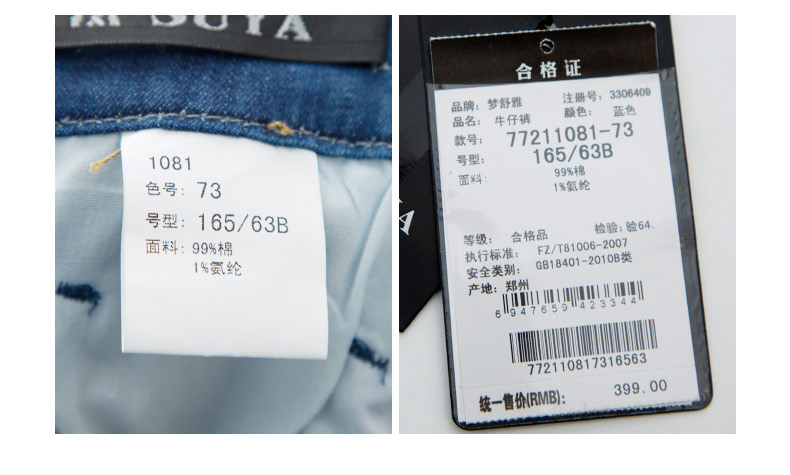 SUYA
1081
色号: 73
号型: 165/63B
面料: 99%棉
1%氨纶
合格证
品牌: 梦舒雅 注册号: 3306409
品名: 牛仔裤 颜色: 蓝色
款号: 77211081-73
号型: 165/63B
面料: 99%棉
1%氨纶
等级: 合格品 检验: 验64.
执行标准: FZ/T81006-2007
安全类别: GB18401-2010B类
产地: 郑州
6 947659 423344
772110817316563
统一售价(RMB): 399.00